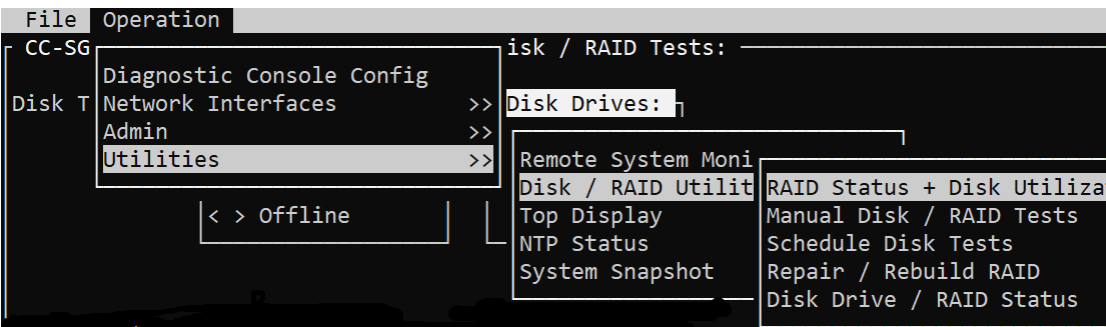 File Operation
CC-SG isk / RAID Tests:
Diagnostic Console Config
Disk T Network Interfaces >> Disk Drives:
Admin >>
Utilities >> Remote System Moni
Disk / RAID Utilit RAID Status + Disk Utiliza
< > Offline Top Display Manual Disk / RAID Tests
NTP Status Schedule Disk Tests
System Snapshot Repair / Rebuild RAID
Disk Drive / RAID Status